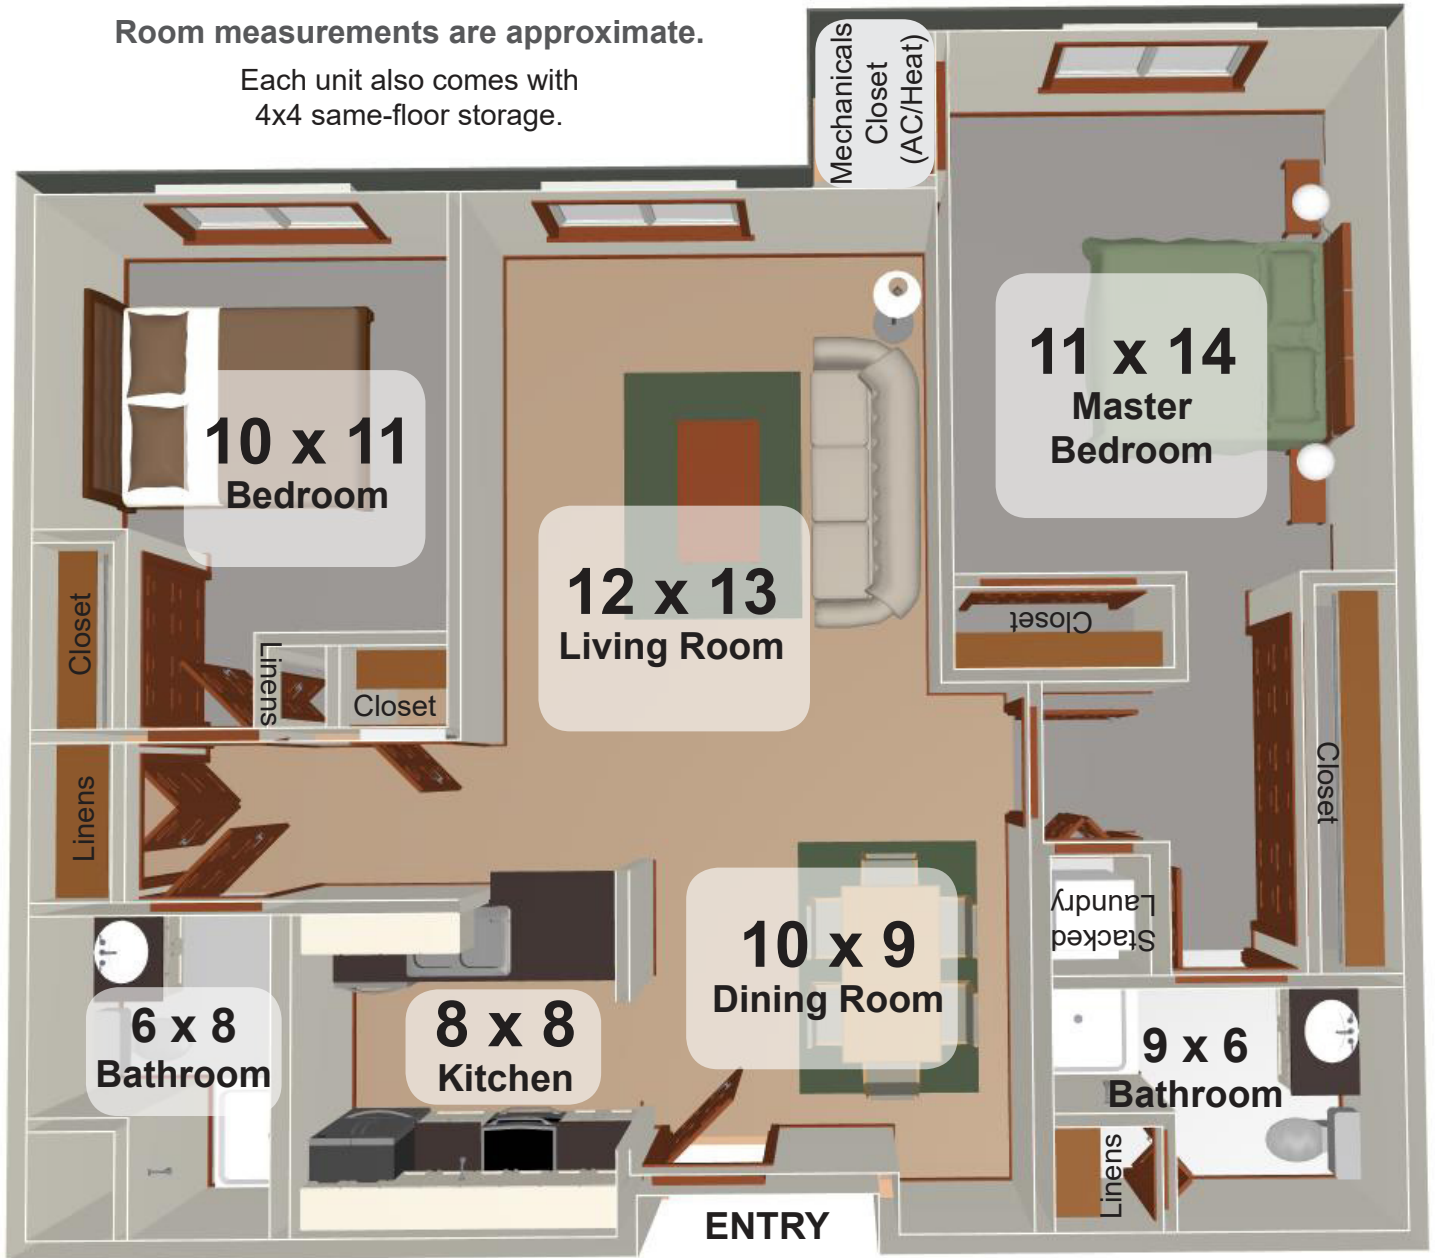 Room measurements are approximate.
Each unit also comes with
4x4 same-floor storage.
Mechanicals
Closet
(AC/Heat)
11 x 14
Master
Bedroom
10 x 11
Bedroom
12 x 13
Living Room
Closet
Closet
Linens
Closet
Closet
Linens
Stacked
Laundry
10 x 9
Dining Room
8 x 8
Kitchen
6 x 8
Bathroom
9 x 6
Bathroom
Linens
ENTRY